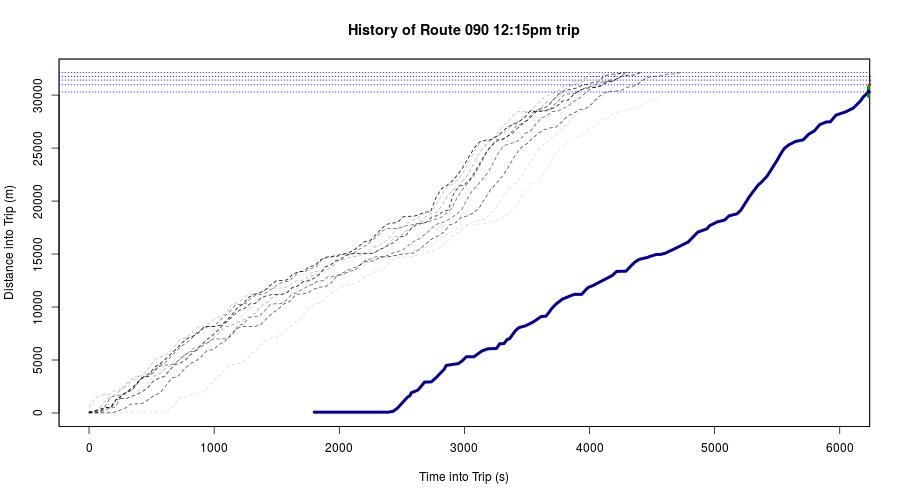 History of Route 090 12:15pm trip
Distance into Trip (m)
30000
25000
20000
15000
10000
5000
0
0 1000 2000 3000 4000 5000 6000
Time into Trip (s)